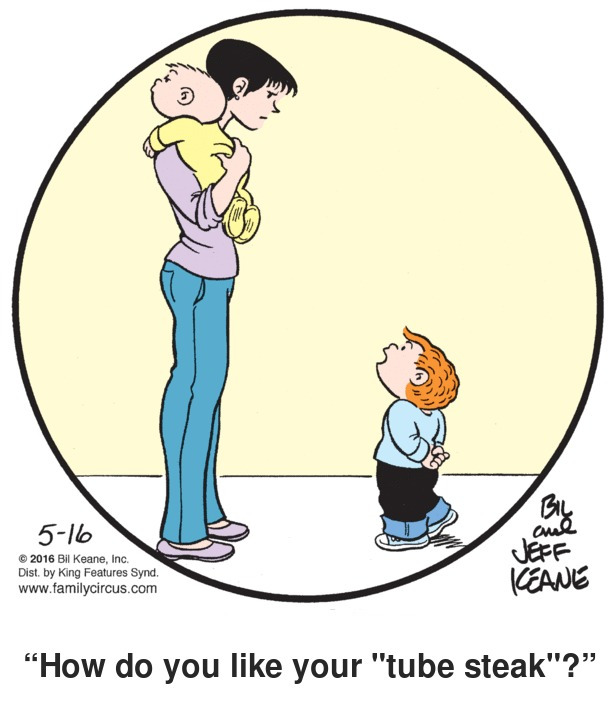 5-16
© 2016 Bil Keane, Inc.
Dist. by King Features Synd.
www.familycircus.com
BIL
and
JEFF
KEANE
“How do you like your "tube steak"?”